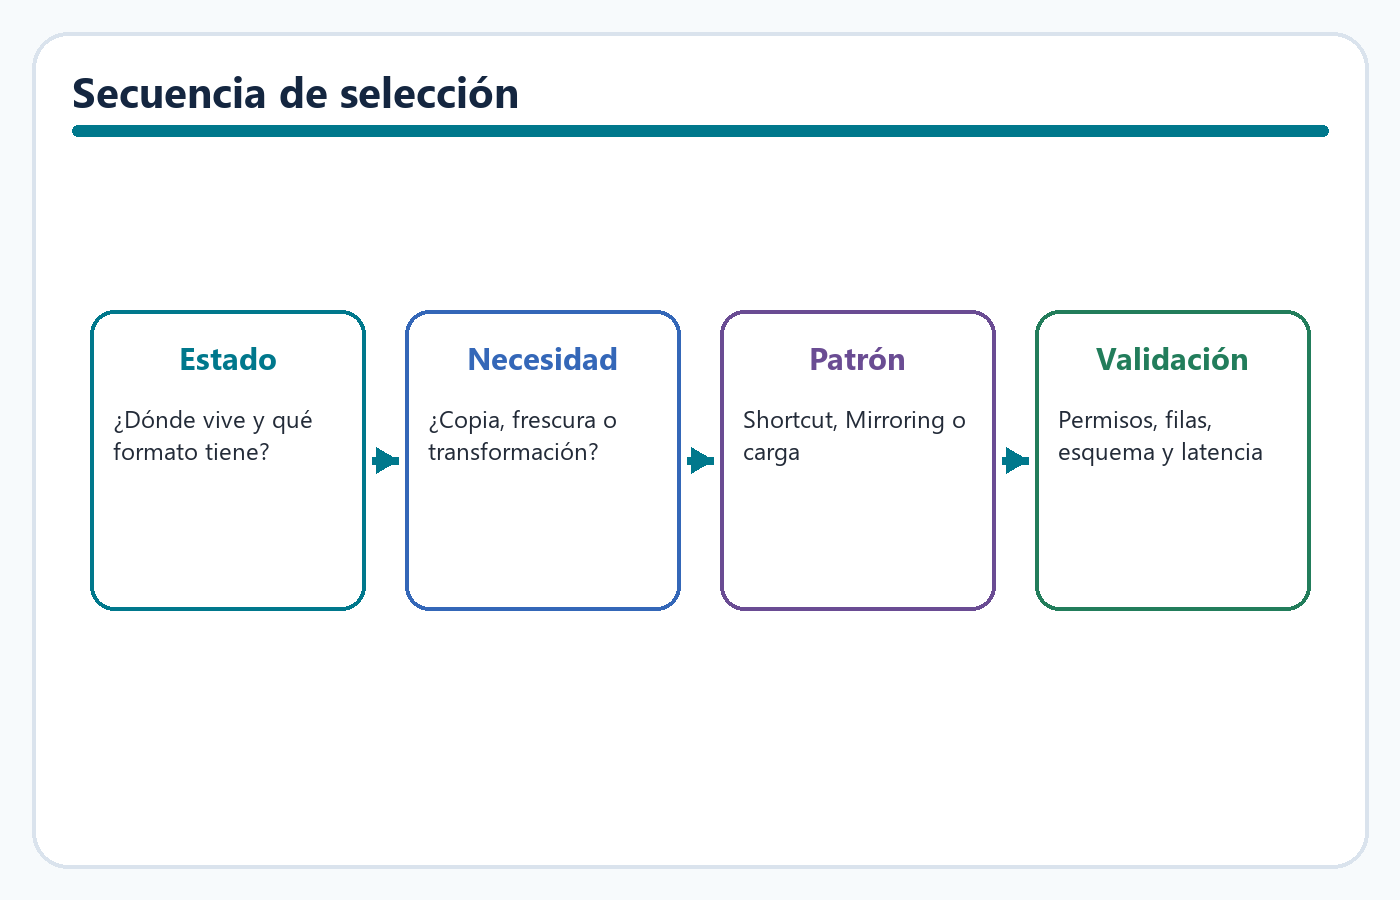 Secuencia de selección
Estado
¿Dónde vive y qué
formato tiene?
Necesidad
¿Copia, frescura o
transformación?
Patrón
Shortcut, Mirroring o
carga
Validación
Permisos, filas,
esquema y latencia